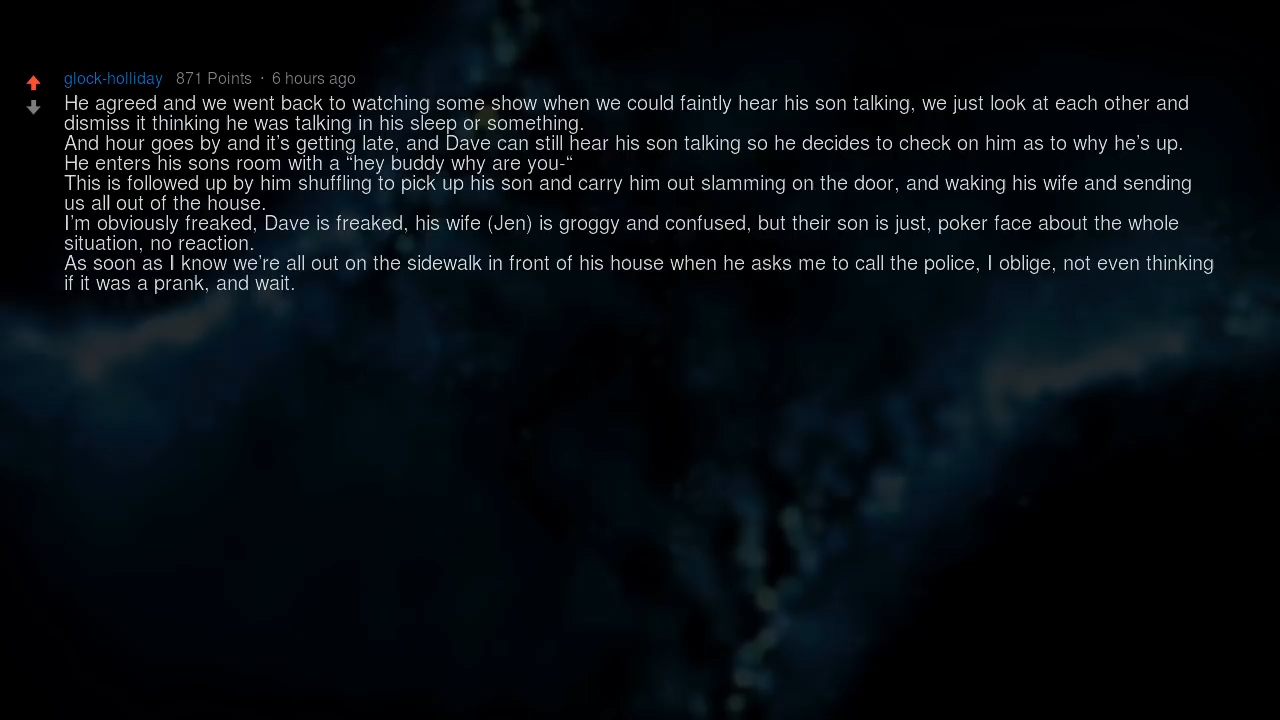 glock-holliday 871 Points · 6 hours ago
He agreed and we went back to watching some show when we could faintly hear his son talking, we just look at each other and
dismiss it thinking he was talking in his sleep or something.
And hour goes by and it’s getting late, and Dave can still hear his son talking so he decides to check on him as to why he’s up.
He enters his sons room with a “hey buddy why are you-“
This is followed up by him shuffling to pick up his son and carry him out slamming on the door, and waking his wife and sending
us all out of the house.
I’m obviously freaked, Dave is freaked, his wife (Jen) is groggy and confused, but their son is just, poker face about the whole
situation, no reaction.
As soon as I know we’re all out on the sidewalk in front of his house when he asks me to call the police, I oblige, not even thinking
if it was a prank, and wait.